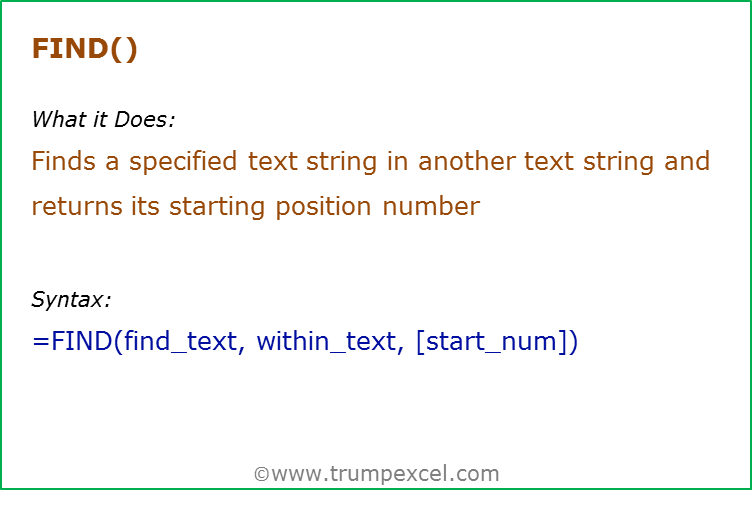 FIND()
What it Does:
Finds a specified text string in another text string and
returns its starting position number
Syntax:
=FIND(find_text, within_text, [start_num])
©www.trumpexcel.com